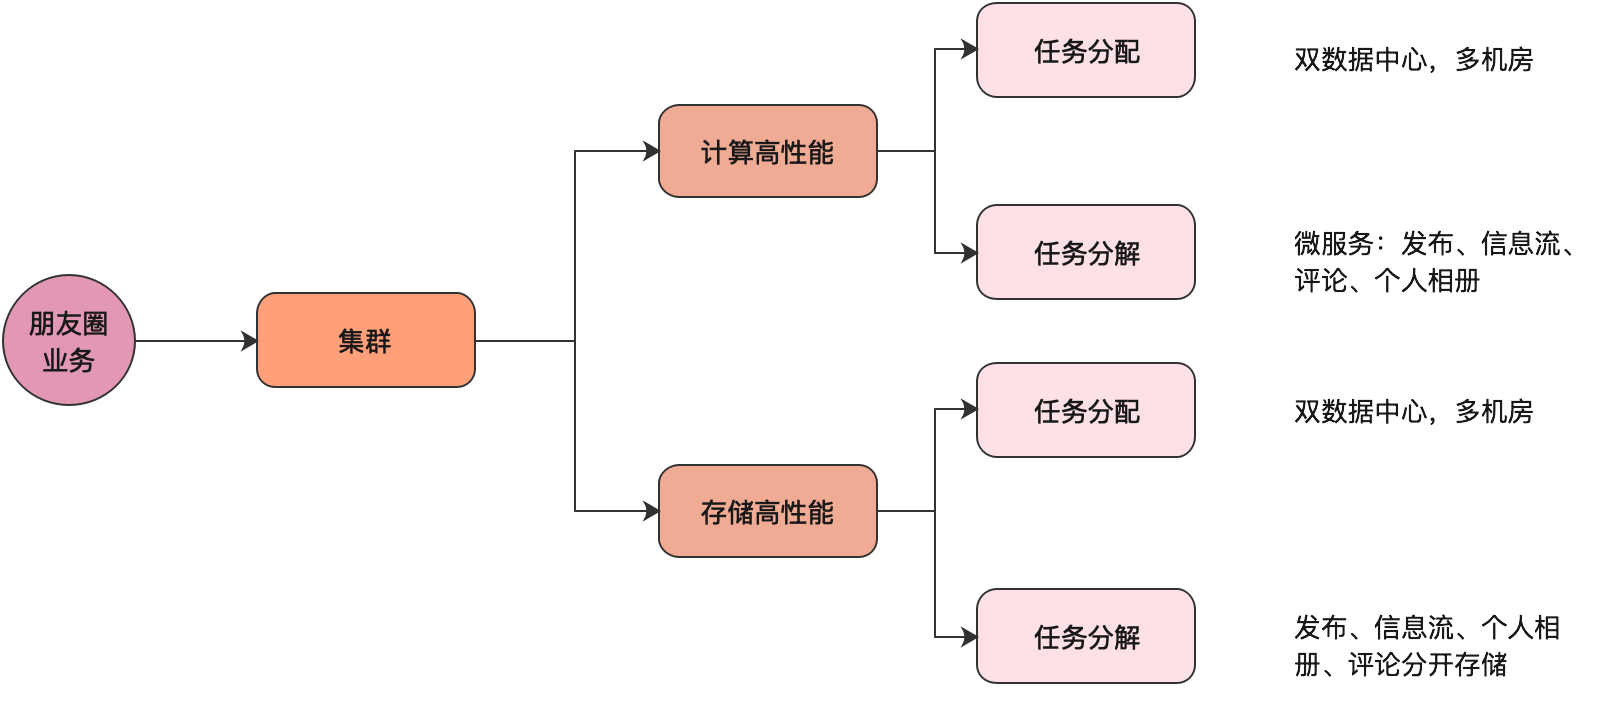 朋友圈
业务
集群
计算高性能
任务分配
双数据中心，多机房
任务分解
微服务：发布、信息流、
评论、个人相册
存储高性能
任务分配
双数据中心，多机房
任务分解
发布、信息流、个人相
册、评论分开存储